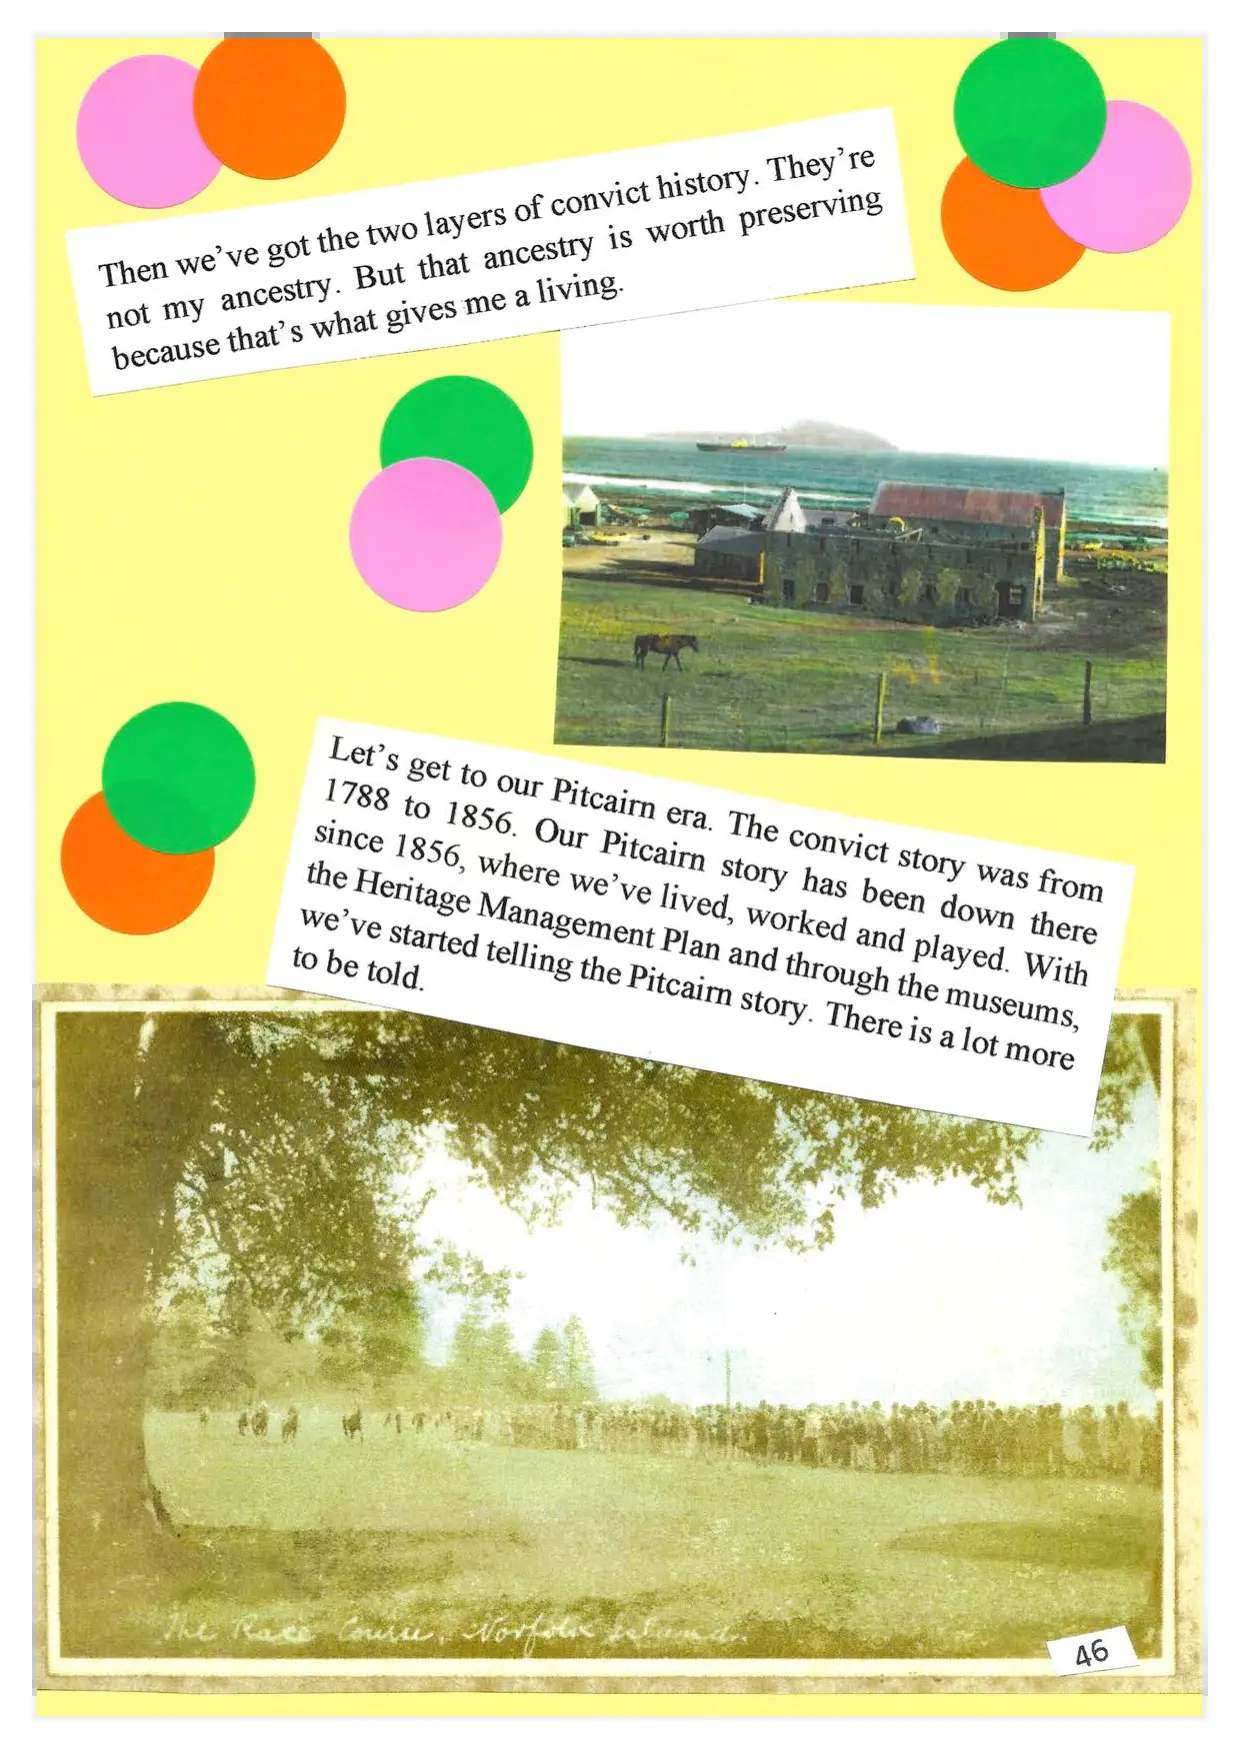 Then we've got the two layers of convict history. They're
not my ancestry. But that ancestry is worth preserving
because that's what gives me a living.
Let's get to our Pitcairn era. The convict story was from
1788 to 1856. Our Pitcairn story has been down there
since 1856, where we've lived, worked and played. With
the Heritage Management Plan and through the museums,
we've started telling the Pitcairn story. There is a lot more
to be told.
The Race Course, Norfolk Island.
46